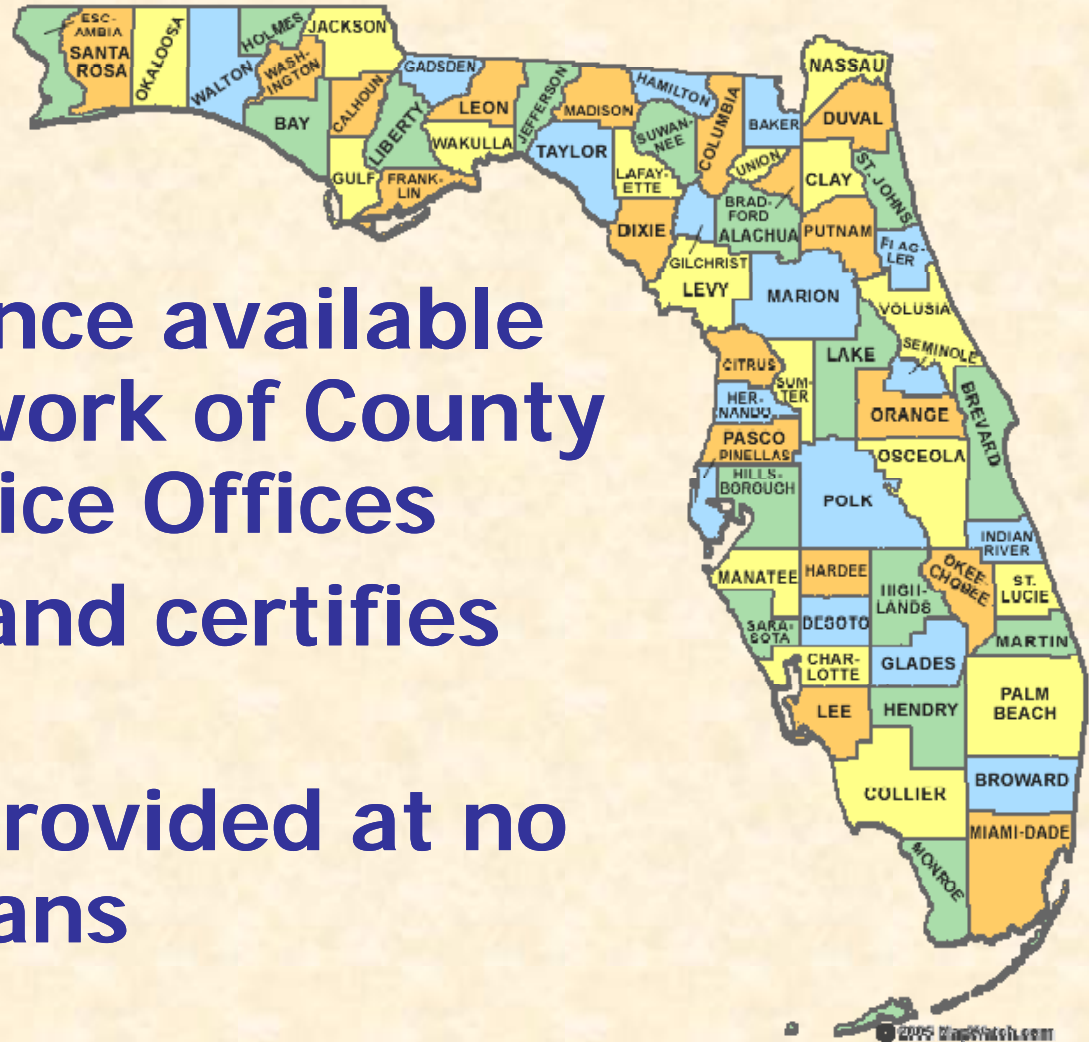 ESC-
AMBIA
SANTA
ROSA
OKALOOSA
WALTON
HOLMES
JACKSON
WASH-
INGTON
BAY
CALHOUN
GADSDEN
LIBERTY
GULF
FRANK-
LIN
LEON
WAKULLA
JEFFERSON
MADISON
TAYLOR
HAMILTON
SUWAN-
NEE
LAFAY-
ETTE
DIXIE
COLUMBIA
BAKER
NASSAU
DUVAL
UNION
BRAD-
FORD
CLAY
ST. JOHNS
ALACHUA
PUTNAM
FLAG-
LER
GILCHRIST
LEVY
MARION
VOLUSIA
nce available
work of County
ice Offices
and certifies
rovided at no
ans
CITRUS
SUM-
TER
LAKE
SEMINOLE
HER-
NANDO
ORANGE
BREVARD
PASCO
PINELLAS
OSCEOLA
HILLS-
BOROUGH
POLK
INDIAN
RIVER
MANATEE
HARDEE
HIGH-
LANDS
OKEE-
CHOBEE
ST.
LUCIE
SARA-
SOTA
DESOTO
MARTIN
CHAR-
LOTTE
GLADES
LEE
HENDRY
PALM
BEACH
COLLIER
BROWARD
MIAMI-DADE
MONROE